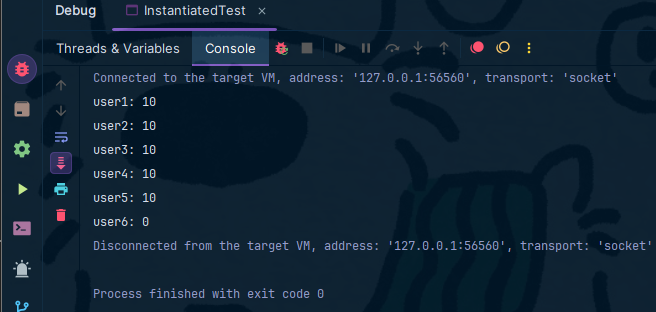 Debug
InstantiatedTest
Threads & Variables
Console
Connected to the target VM, address: '127.0.0.1:56560', transport: 'socket'
user1: 10
user2: 10
user3: 10
user4: 10
user5: 10
user6: 0
Disconnected from the target VM, address: '127.0.0.1:56560', transport: 'socket'
Process finished with exit code 0